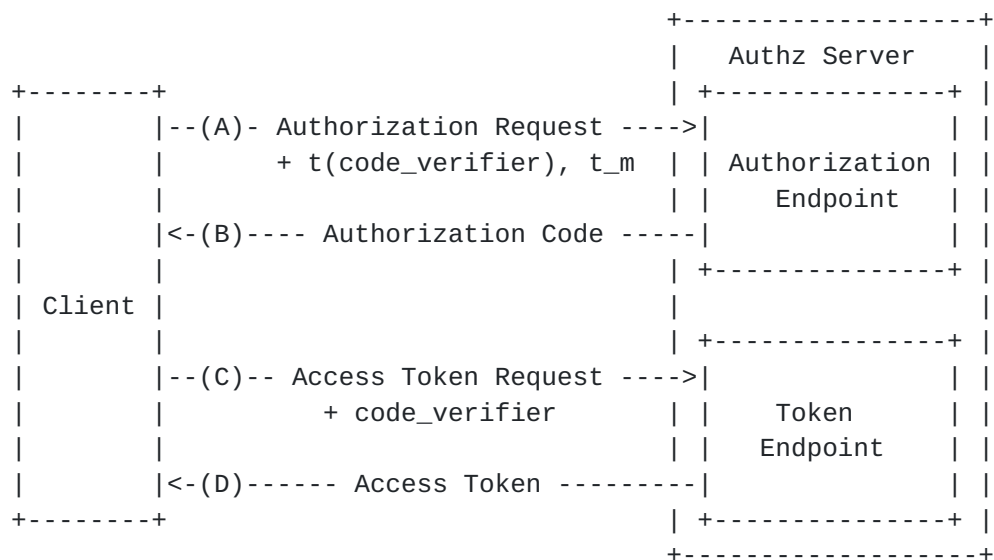 Authz Server
--(A)- Authorization Request ---->
+ t(code_verifier), t_m
Authorization
Endpoint
<-(B)---- Authorization Code -----
Client
--(C)-- Access Token Request ---->
+ code_verifier
Token
Endpoint
<-(D)------ Access Token ---------